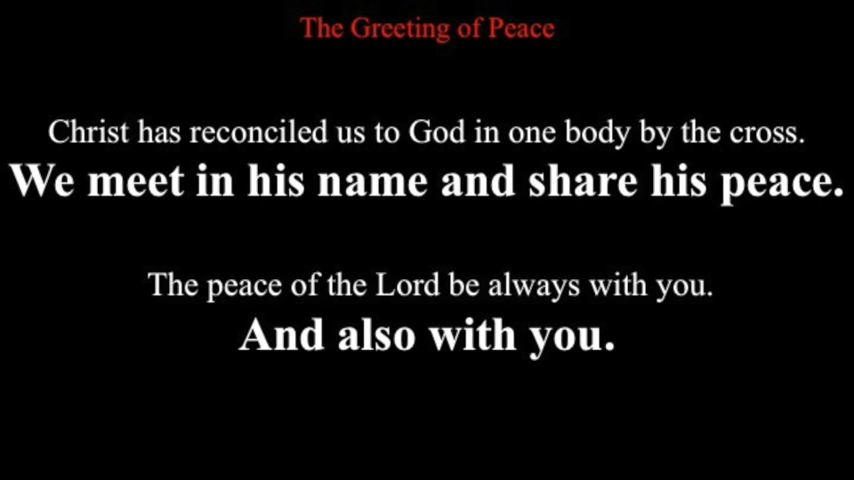 The Greeting of Peace
Christ has reconciled us to God in one body by the cross.
We meet in his name and share his peace.
The peace of the Lord be always with you.
And also with you.